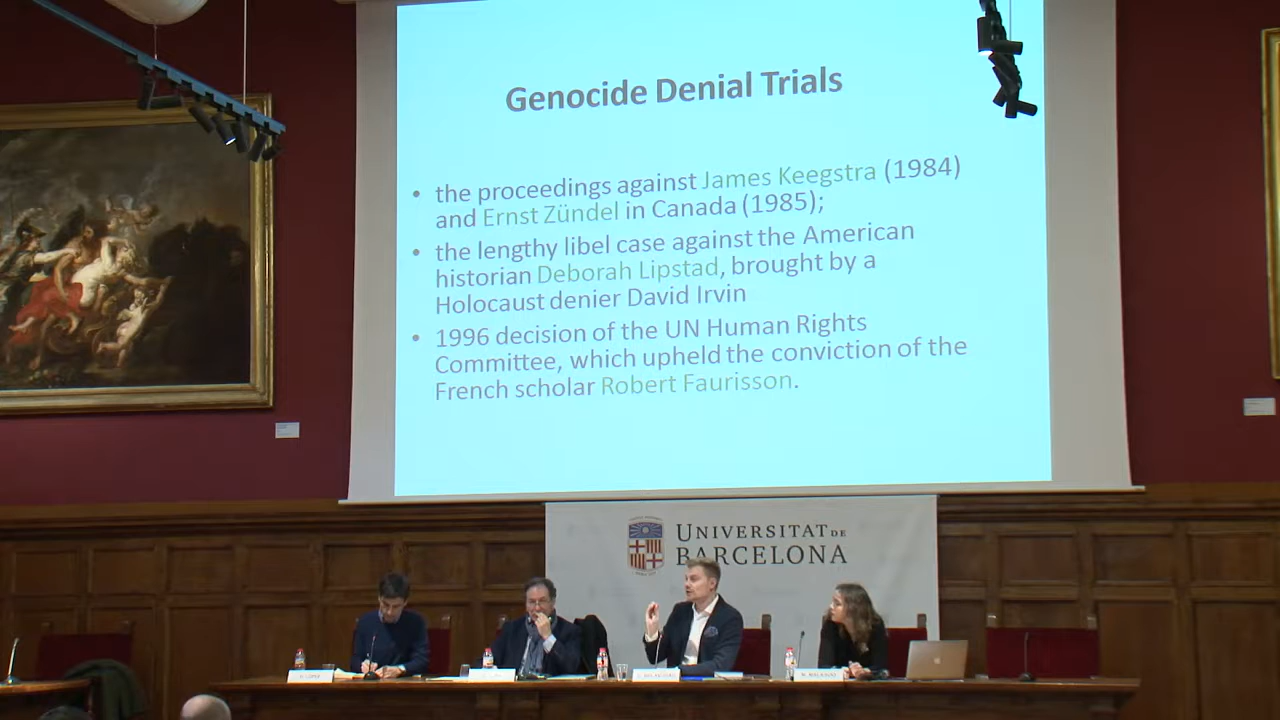 Genocide Denial Trials
• the proceedings against James Keegstra (1984)
and Ernst Zündel in Canada (1985);
• the lengthy libel case against the American
historian Deborah Lipstad, brought by a
Holocaust denier David Irvin
• 1996 decision of the UN Human Rights
Committee, which upheld the conviction of the
French scholar Robert Faurisson.
UNIVERSITAT DE
BARCELONA